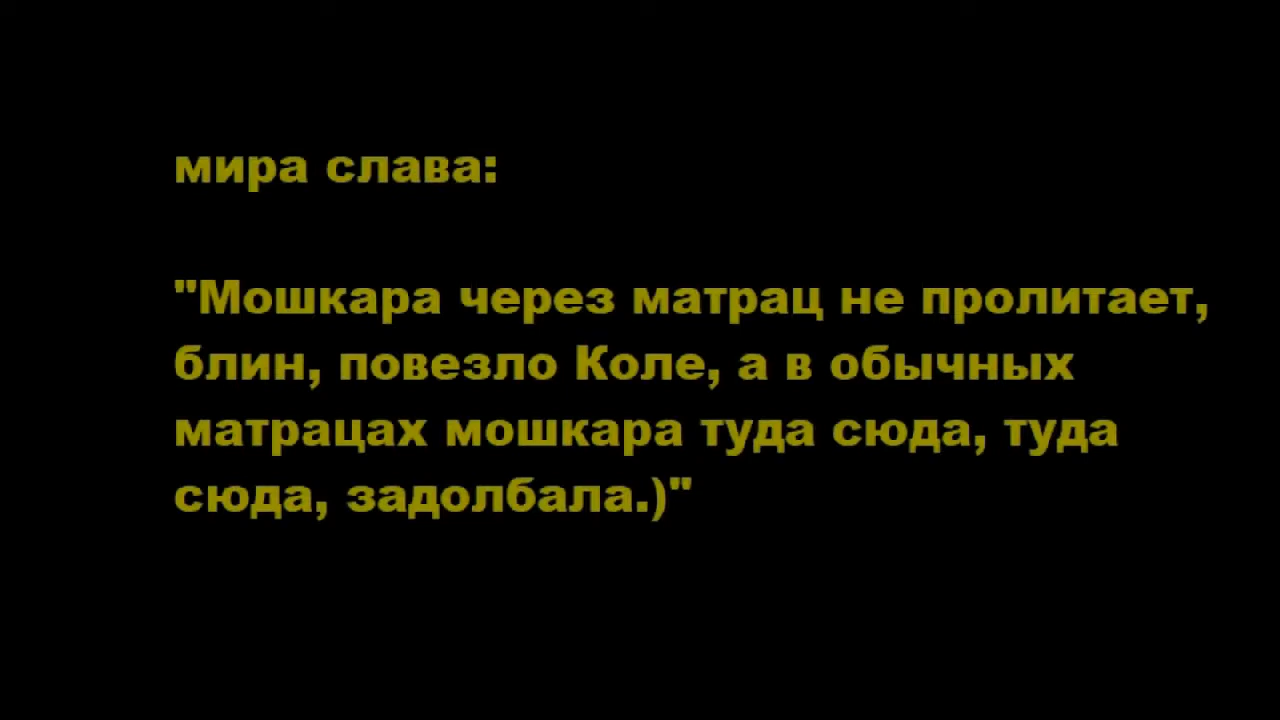 мира слава:
"Мошкара через матрац не пролитает,
блин, повезло Коле, а в обычных
матрацах мошкара туда сюда, туда
сюда, задолбала.)"